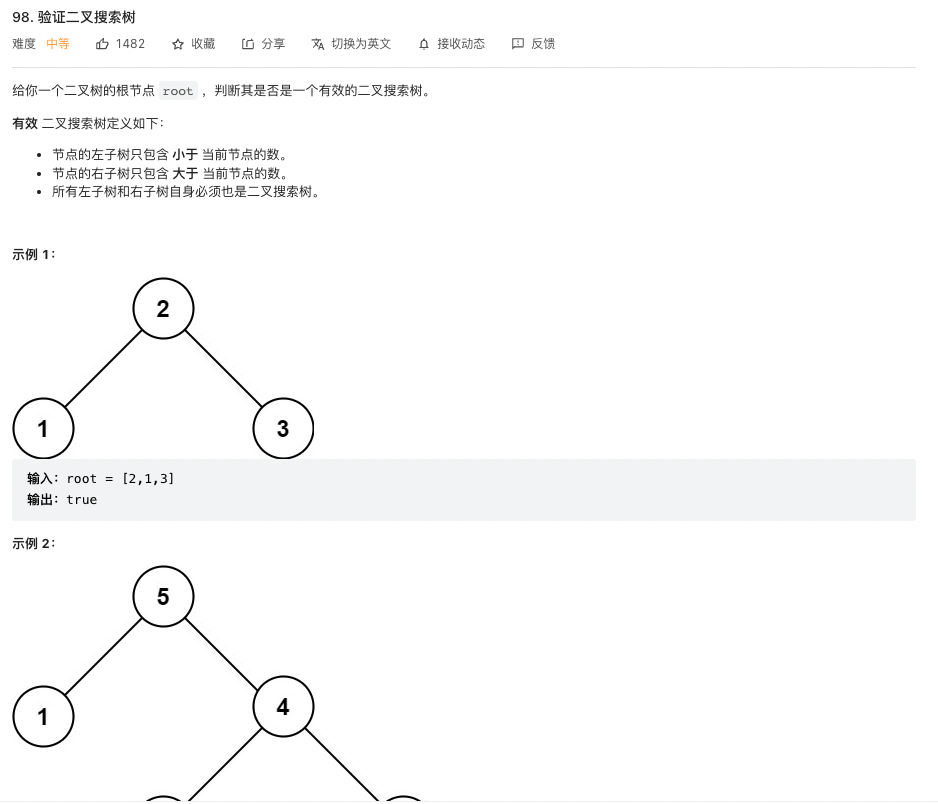 98. 验证二叉搜索树
难度 中等 1482 收藏 分享 切换为英文 接收动态 反馈
给你一个二叉树的根节点 root ，判断其是否是一个有效的二叉搜索树。
有效 二叉搜索树定义如下：
节点的左子树只包含 小于 当前节点的数。
节点的右子树只包含 大于 当前节点的数。
所有左子树和右子树自身必须也是二叉搜索树。
示例 1：
2
1 3
输入：root = [2,1,3]
输出：true
示例 2：
5
1 4